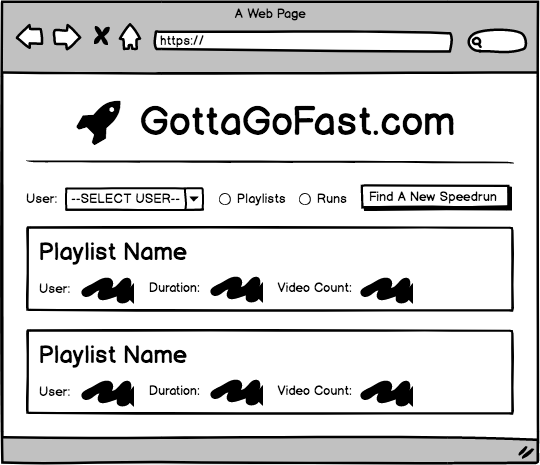 A Web Page
https://
GottaGoFast.com
User: --SELECT USER-- Playlists Runs Find A New Speedrun
Playlist Name
User: Duration: Video Count:
Playlist Name
User: Duration: Video Count: